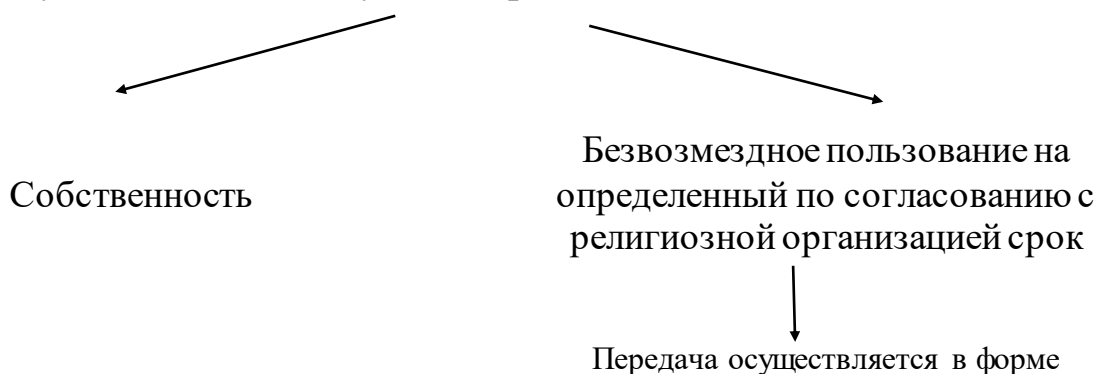 Собственность
Безвозмездное пользование на
определенный по согласованию с
религиозной организацией срок
Передача осуществляется в форме